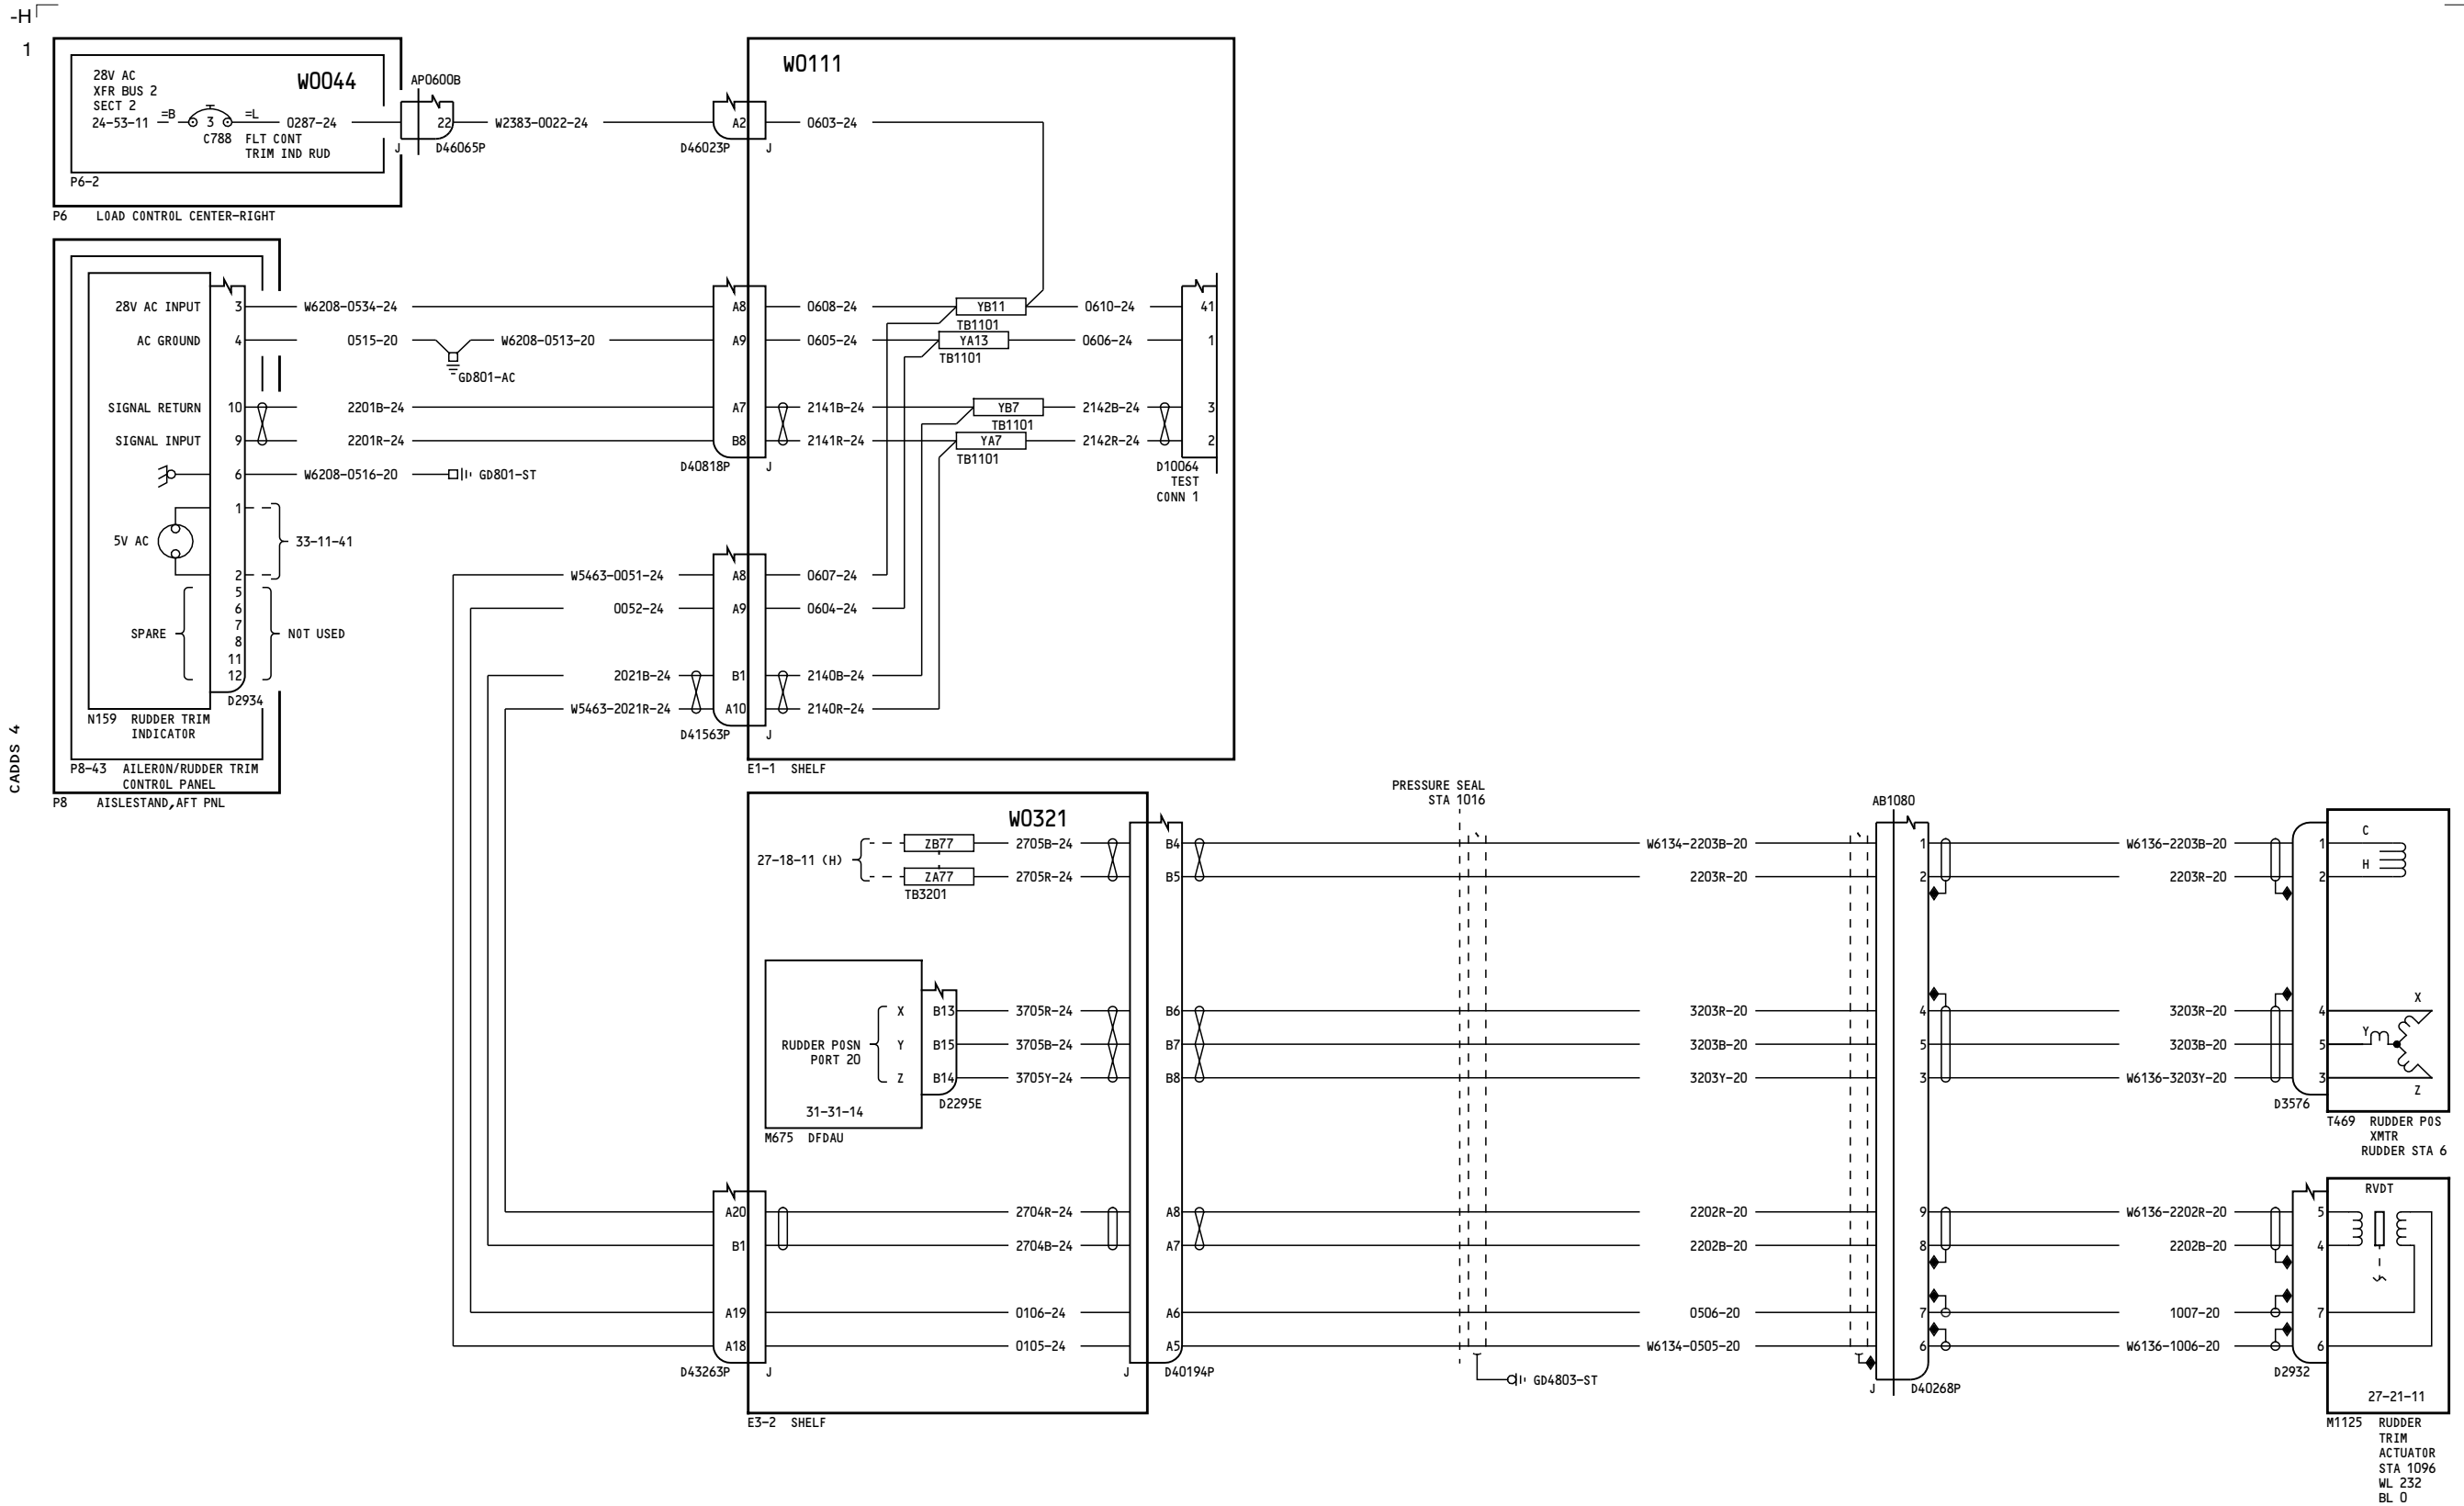 -H
1
28V AC
XFR BUS 2
SECT 2
24-53-11
=B
3
=L
0287-24
C788
FLT CONT
TRIM IND RUD
W0044
P6-2
P6 LOAD CONTROL CENTER-RIGHT
AP0600B
22
J
D46065P
W2383-0022-24
W0111
A2
D46023P
J
0603-24
28V AC INPUT
3
W6208-0534-24
A8
0608-24
YB11
TB1101
0610-24
41
AC GROUND
4
0515-20
W6208-0513-20
A9
0605-24
YA13
TB1101
0606-24
1
GD801-AC
SIGNAL RETURN
10
2201B-24
A7
2141B-24
YB7
TB1101
2142B-24
3
SIGNAL INPUT
9
2201R-24
B8
2141R-24
YA7
TB1101
2142R-24
2
D40818P
J
D10064
TEST
CONN 1
6
W6208-0516-20
GD801-ST
1
5V AC
33-11-41
2
5
6
7
8
11
12
SPARE
NOT USED
D2934
N159 RUDDER TRIM
INDICATOR
P8-43 AILERON/RUDDER TRIM
CONTROL PANEL
P8 AISLESTAND,AFT PNL
CADDS 4
W5463-0051-24
A8
0607-24
0052-24
A9
0604-24
2021B-24
B1
2140B-24
W5463-2021R-24
A10
2140R-24
D41563P
J
E1-1 SHELF
W0321
27-18-11 (H)
ZB77
2705B-24
B4
ZA77
2705R-24
B5
TB3201
RUDDER POSN
PORT 20
X
B13
3705R-24
B6
Y
B15
3705B-24
B7
Z
B14
3705Y-24
B8
31-31-14
D2295E
M675 DFDAU
A20
2704R-24
A8
B1
2704B-24
A7
A19
0106-24
A6
A18
0105-24
A5
D43263P
J
J
D40194P
E3-2 SHELF
PRESSURE SEAL
STA 1016
GD4803-ST
W6134-2203B-20
2203R-20
3203R-20
3203B-20
3203Y-20
2202R-20
2202B-20
0506-20
W6134-0505-20
AB1080
1
2
4
5
3
9
8
7
6
J
D40268P
W6136-2203B-20
2203R-20
3203R-20
3203B-20
W6136-3203Y-20
W6136-2202R-20
2202B-20
1007-20
W6136-1006-20
1
2
4
5
3
C
H
X
Y
Z
D3576
T469 RUDDER POS
XMTR
RUDDER STA 6
RVDT
5
4
7
6
D2932
27-21-11
M1125 RUDDER
TRIM
ACTUATOR
STA 1096
WL 232
BL 0